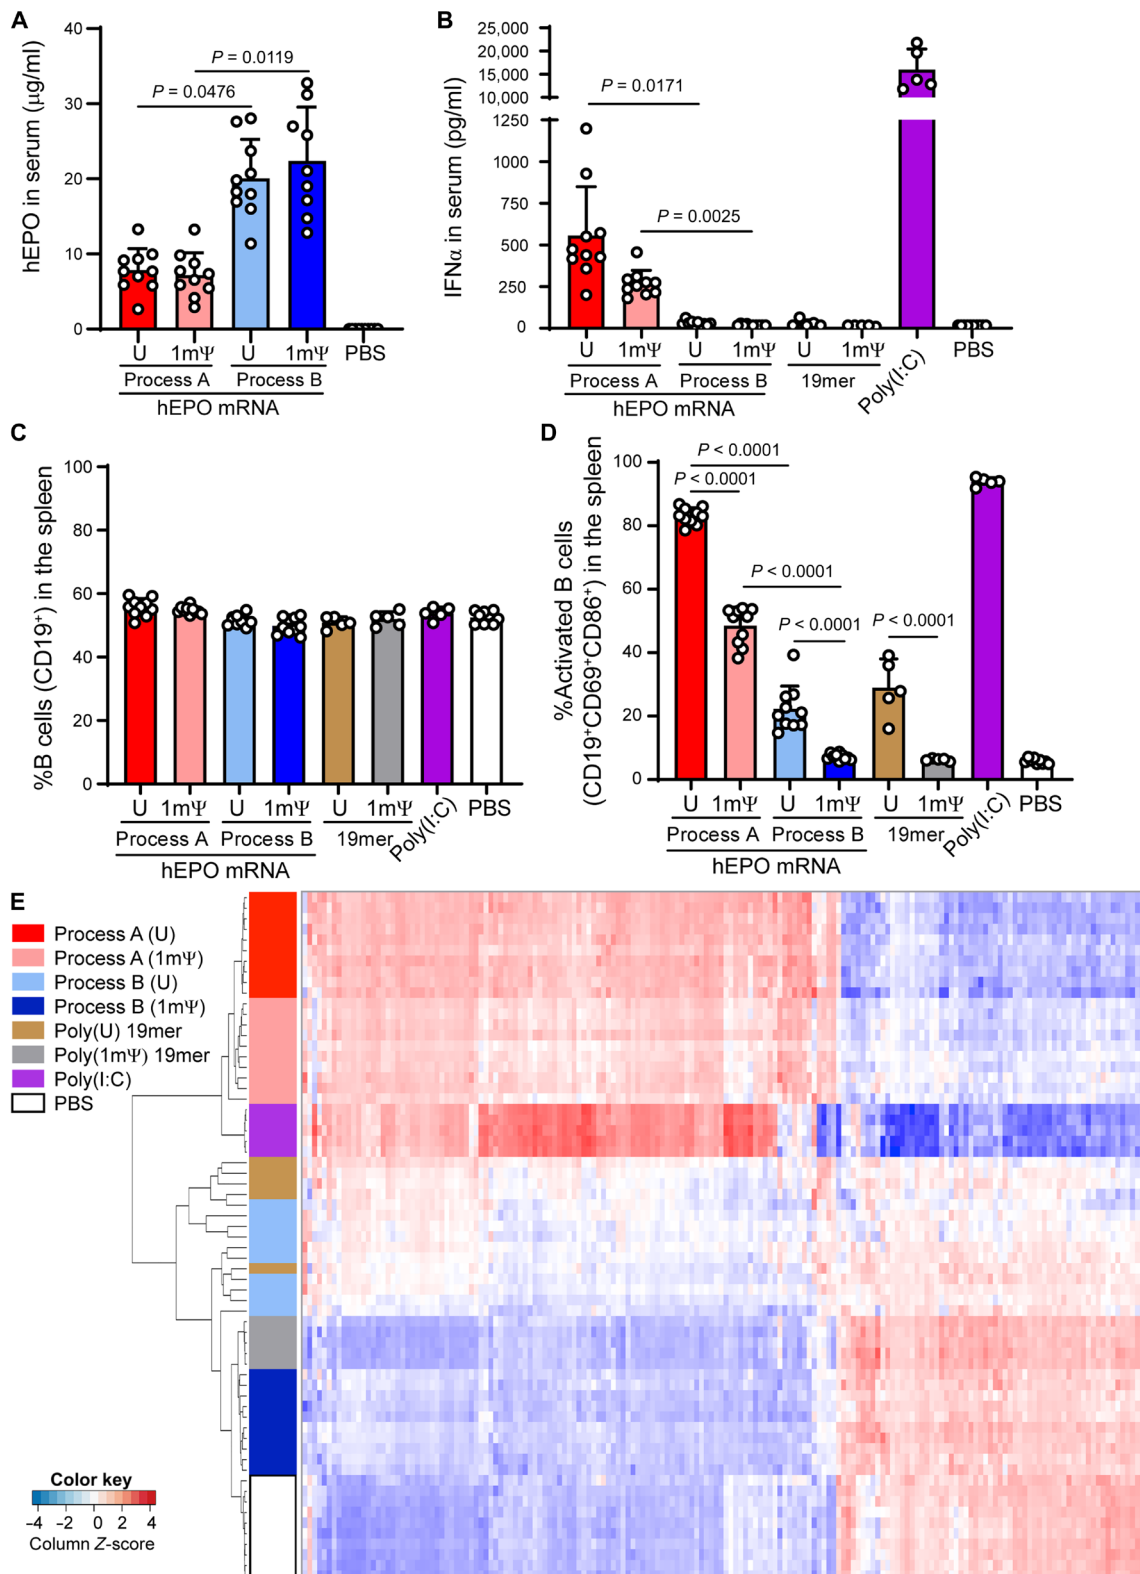 A
hEPO in serum (μg/ml)
40
30
20
10
0
P = 0.0119
P = 0.0476
U 1mΨ U 1mΨ PBS
Process A Process B
hEPO mRNA
B
IFNα in serum (pg/ml)
25,000
20,000
15,000
10,000
1250
1000
750
500
250
0
P = 0.0171
P = 0.0025
U 1mΨ U 1mΨ U 1mΨ Poly(I:C) PBS
Process A Process B 19mer
hEPO mRNA
C
%B cells (CD19⁺) in the spleen
100
80
60
40
20
0
U 1mΨ U 1mΨ U 1mΨ Poly(I:C) PBS
Process A Process B 19mer
hEPO mRNA
D
%Activated B cells
(CD19⁺CD69⁺CD86⁺) in the spleen
100
80
60
40
20
0
P < 0.0001
P < 0.0001
P < 0.0001
P < 0.0001
P < 0.0001
U 1mΨ U 1mΨ U 1mΨ Poly(I:C) PBS
Process A Process B 19mer
hEPO mRNA
E
Process A (U)
Process A (1mΨ)
Process B (U)
Process B (1mΨ)
Poly(U) 19mer
Poly(1mΨ) 19mer
Poly(I:C)
PBS
Color key
−4 −2 0 2 4
Column Z-score